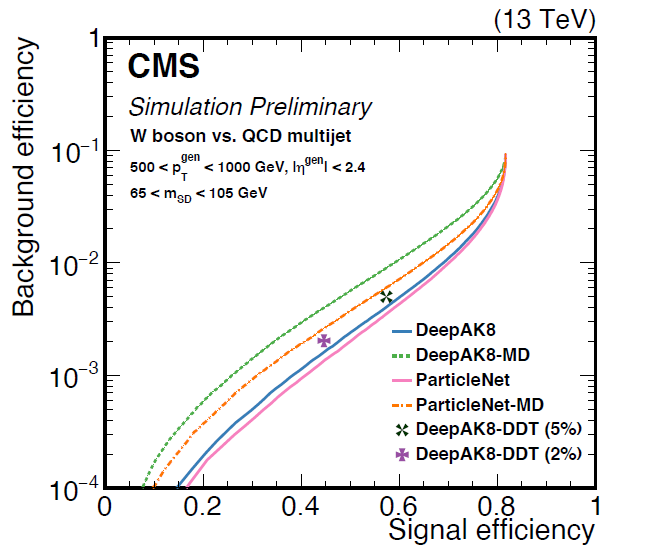 (13 TeV)
CMS
Simulation Preliminary
W boson vs. QCD multijet
500 < p_T^gen < 1000 GeV, |η^gen| < 2.4
65 < m_SD < 105 GeV
Background efficiency
1
10^−1
10^−2
10^−3
10^−4
DeepAK8
DeepAK8-MD
ParticleNet
ParticleNet-MD
DeepAK8-DDT (5%)
DeepAK8-DDT (2%)
0 0.2 0.4 0.6 0.8 1
Signal efficiency